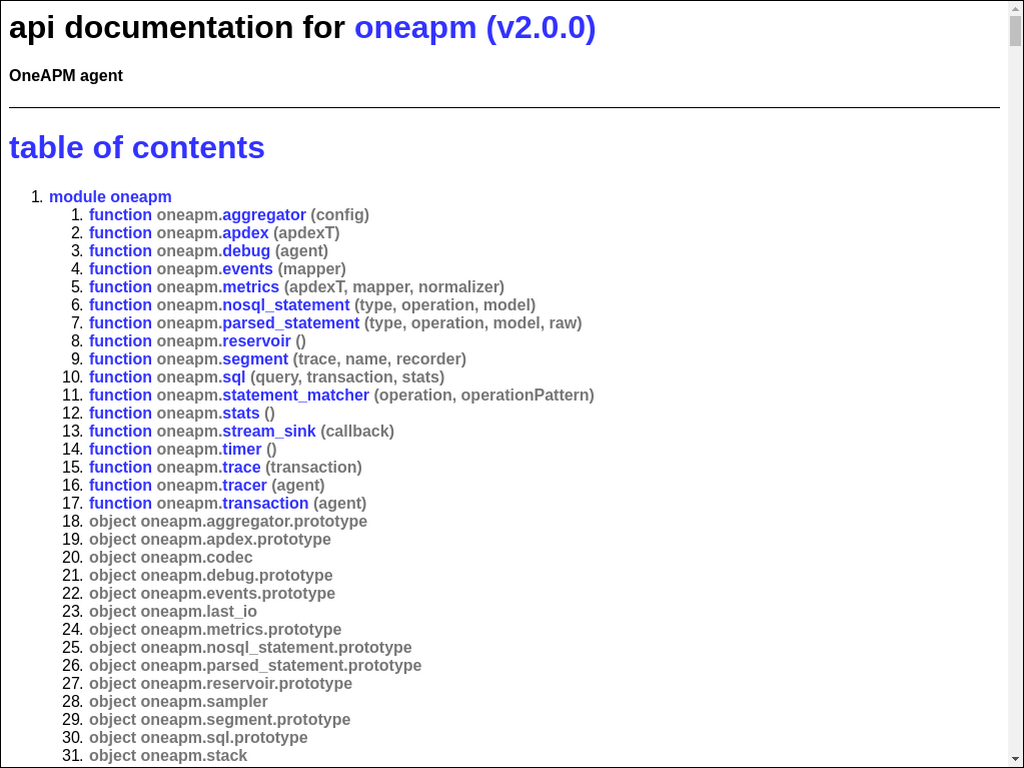 api documentation for oneapm (v2.0.0)
OneAPM agent
table of contents
1. module oneapm
1. function oneapm.aggregator (config)
2. function oneapm.apdex (apdexT)
3. function oneapm.debug (agent)
4. function oneapm.events (mapper)
5. function oneapm.metrics (apdexT, mapper, normalizer)
6. function oneapm.nosql_statement (type, operation, model)
7. function oneapm.parsed_statement (type, operation, model, raw)
8. function oneapm.reservoir ()
9. function oneapm.segment (trace, name, recorder)
10. function oneapm.sql (query, transaction, stats)
11. function oneapm.statement_matcher (operation, operationPattern)
12. function oneapm.stats ()
13. function oneapm.stream_sink (callback)
14. function oneapm.timer ()
15. function oneapm.trace (transaction)
16. function oneapm.tracer (agent)
17. function oneapm.transaction (agent)
18. object oneapm.aggregator.prototype
19. object oneapm.apdex.prototype
20. object oneapm.codec
21. object oneapm.debug.prototype
22. object oneapm.events.prototype
23. object oneapm.last_io
24. object oneapm.metrics.prototype
25. object oneapm.nosql_statement.prototype
26. object oneapm.parsed_statement.prototype
27. object oneapm.reservoir.prototype
28. object oneapm.sampler
29. object oneapm.segment.prototype
30. object oneapm.sql.prototype
31. object oneapm.stack